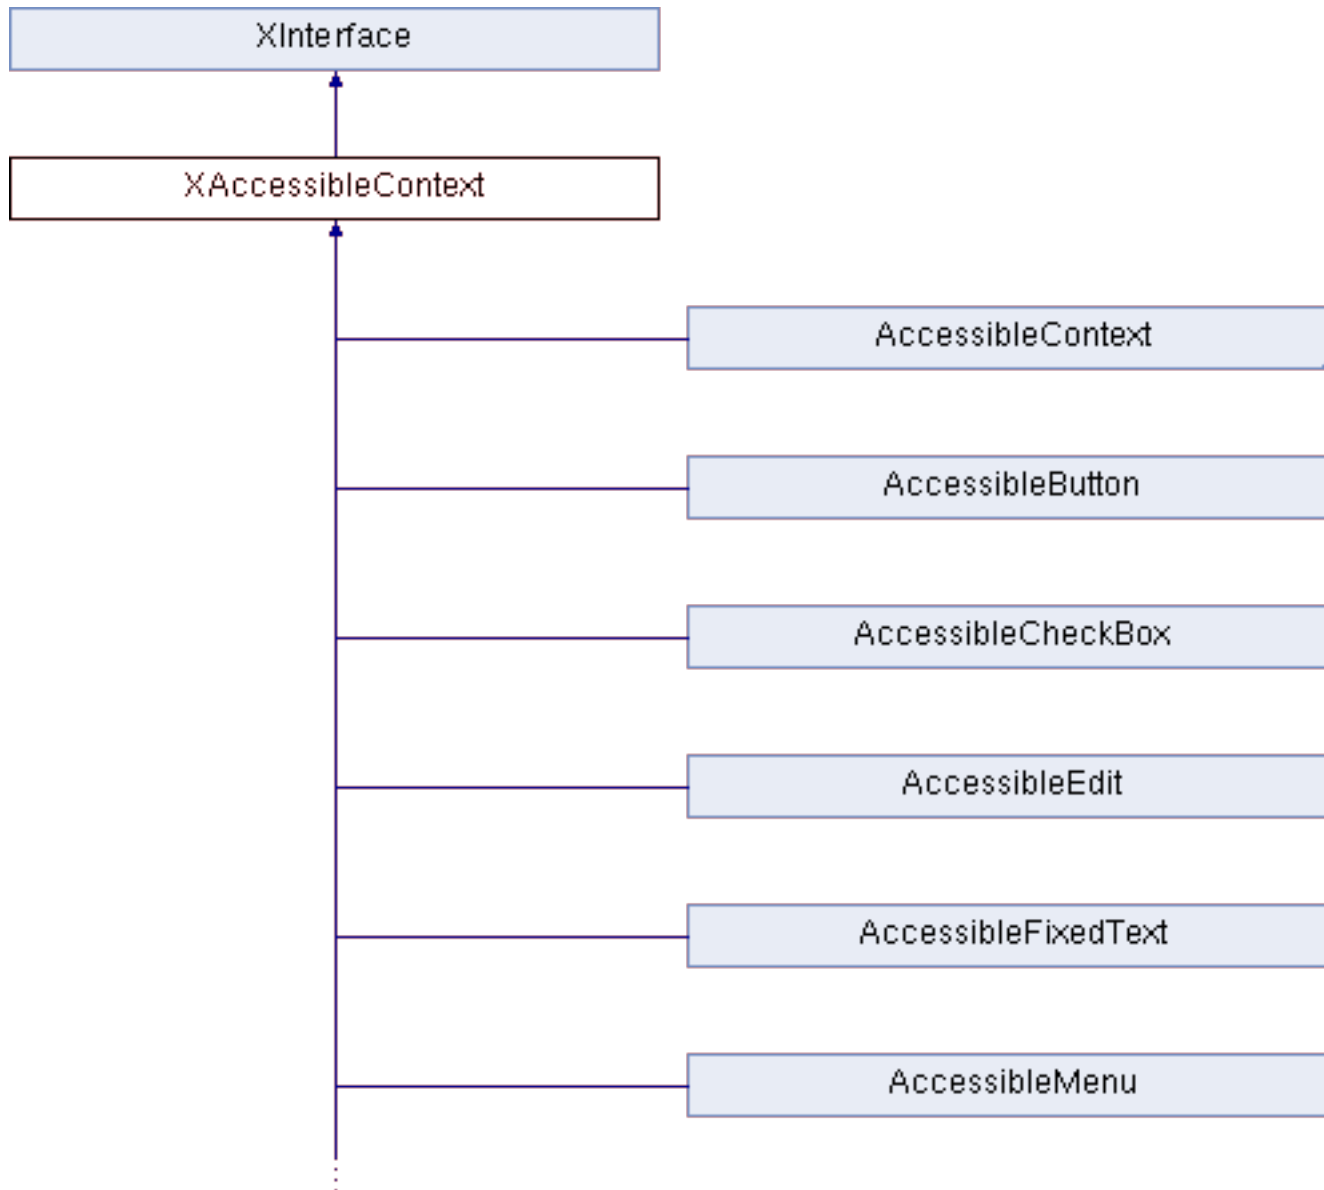 XInterface
XAccessibleContext
AccessibleContext
AccessibleButton
AccessibleCheckBox
AccessibleEdit
AccessibleFixedText
AccessibleMenu